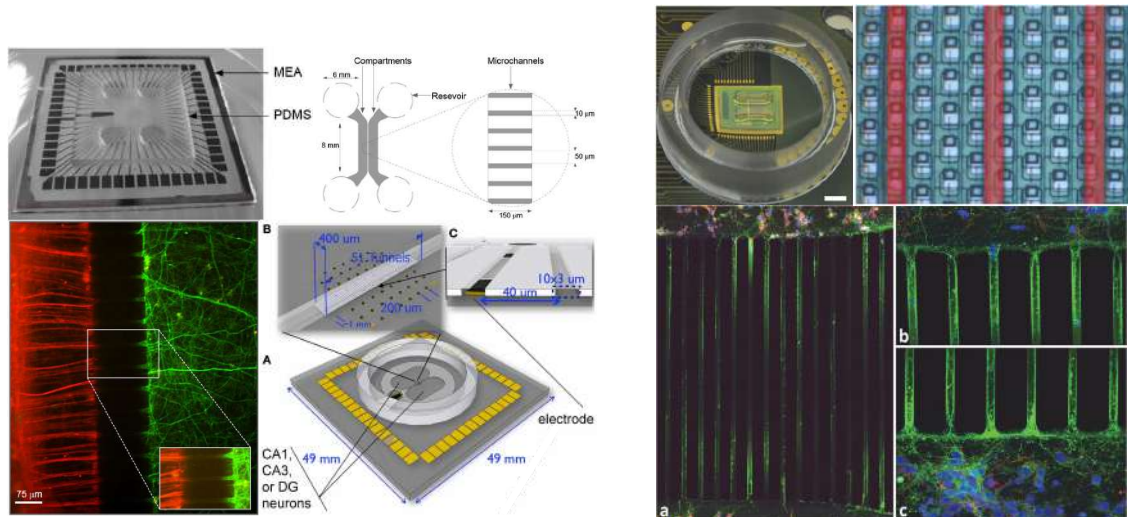 MEA
PDMS
Compartments
6 mm
Resevoir
8 mm
Microchannels
10 µm
50 µm
150 µm
75 µm
B
400 um
51 Tunnels
200 um
~1 mm
C
10x3 um
40 um
A
electrode
49 mm
49 mm
CA1,
CA3,
or DG
neurons
a
b
c